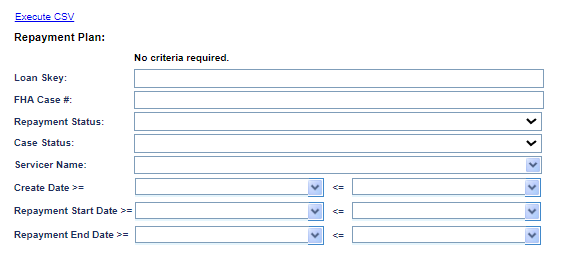 Execute CSV
Repayment Plan:
No criteria required.
Loan Skey:
FHA Case #:
Repayment Status:
Case Status:
Servicer Name:
Create Date >= <=
Repayment Start Date >= <=
Repayment End Date >= <=